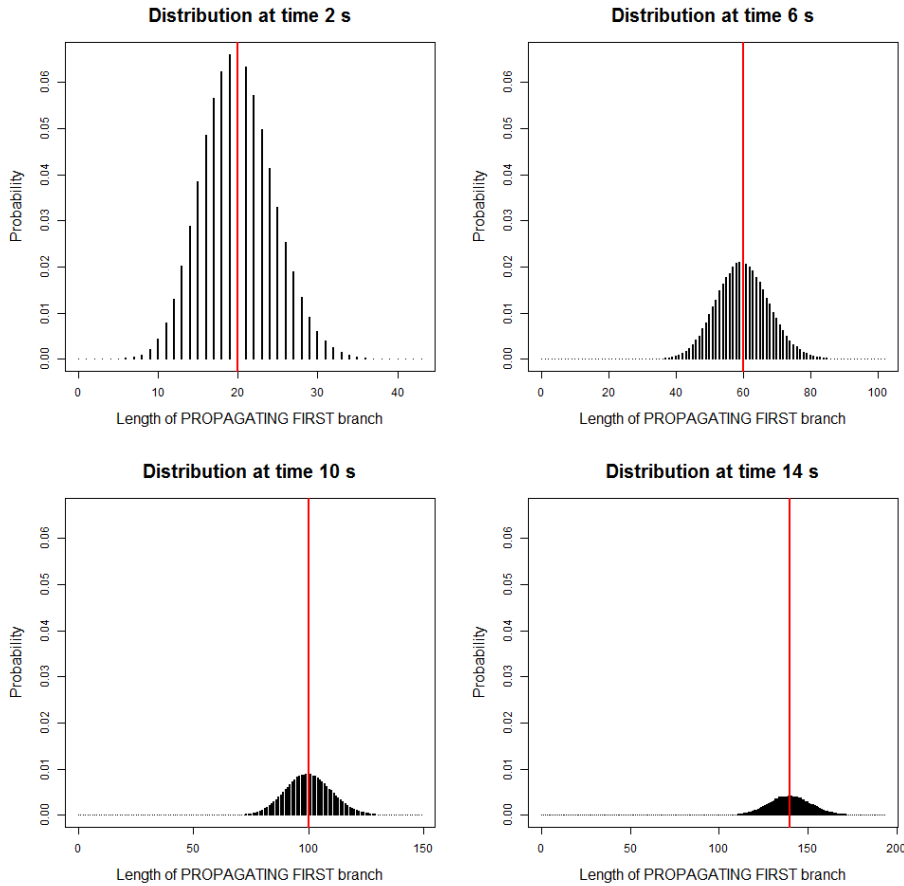 Distribution at time 2 s
Probability
0.00 0.01 0.02 0.03 0.04 0.05 0.06
0 10 20 30 40
Length of PROPAGATING FIRST branch
Distribution at time 6 s
Probability
0.00 0.01 0.02 0.03 0.04 0.05 0.06
0 20 40 60 80 100
Length of PROPAGATING FIRST branch
Distribution at time 10 s
Probability
0.00 0.01 0.02 0.03 0.04 0.05 0.06
0 50 100 150
Length of PROPAGATING FIRST branch
Distribution at time 14 s
Probability
0.00 0.01 0.02 0.03 0.04 0.05 0.06
0 50 100 150 200
Length of PROPAGATING FIRST branch